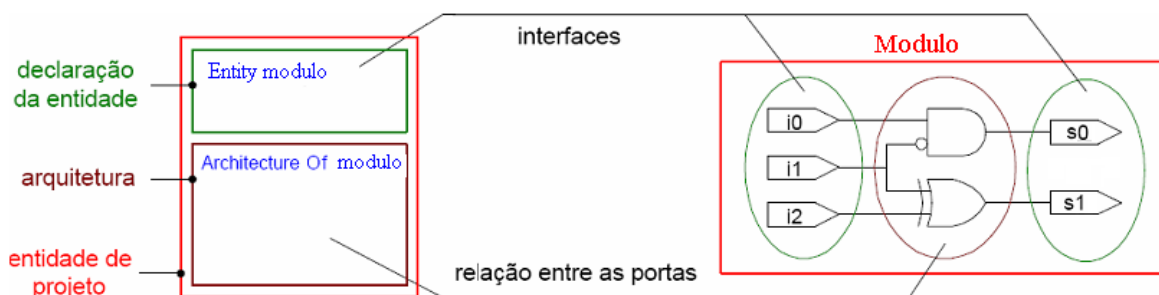 declaração
da entidade
arquitetura
entidade de
projeto
Entity modulo
Architecture Of modulo
interfaces
relação entre as portas
Modulo
i0
i1
i2
s0
s1